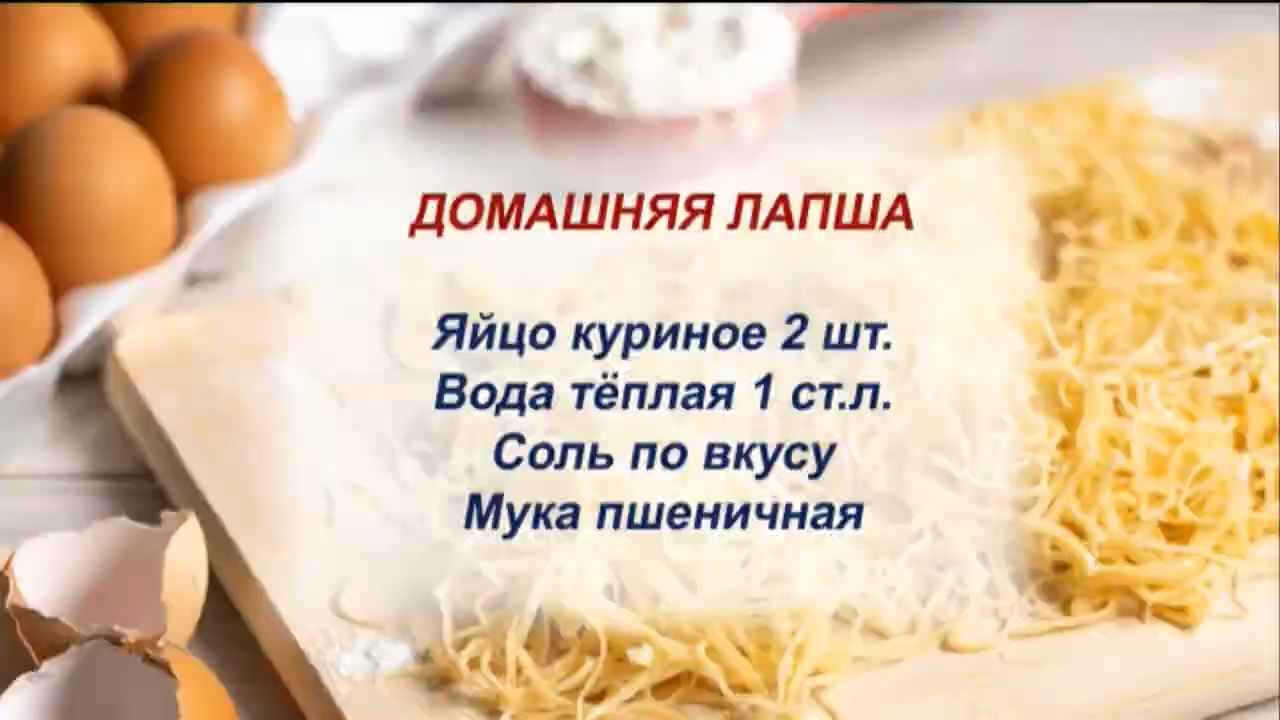 ДОМАШНЯЯ ЛАПША
Яйцо куриное 2 шт.
Вода тёплая 1 ст.л.
Соль по вкусу
Мука пшеничная